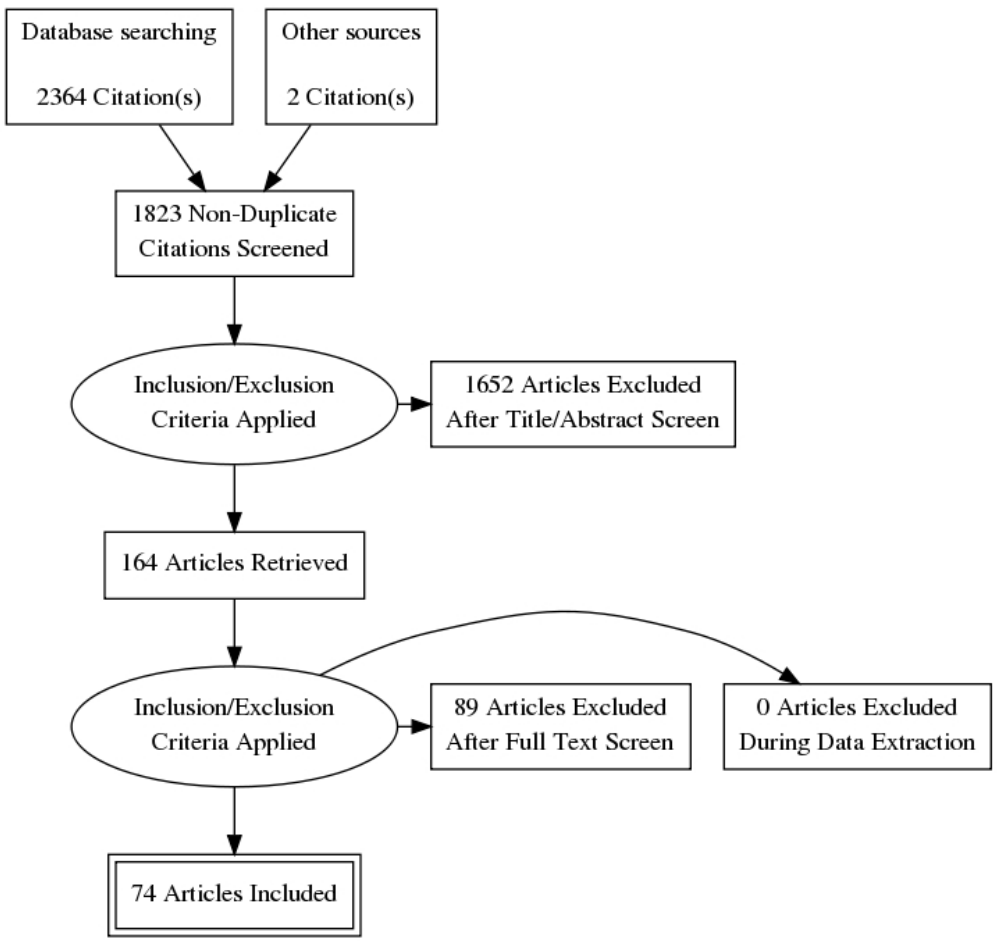 Database searching
2364 Citation(s)
Other sources
2 Citation(s)
1823 Non-Duplicate
Citations Screened
Inclusion/Exclusion
Criteria Applied
1652 Articles Excluded
After Title/Abstract Screen
164 Articles Retrieved
Inclusion/Exclusion
Criteria Applied
89 Articles Excluded
After Full Text Screen
0 Articles Excluded
During Data Extraction
74 Articles Included